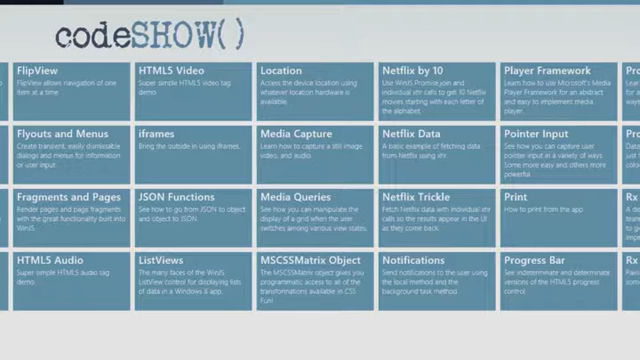 codeSHOW()
FlipView
FlipView allows navigation of one
item at a time.
Flyouts and Menus
Create transient, easily dismissable
dialogs and menus for information
or user input.
Fragments and Pages
Render pages and page fragments
with the great functionality built into
WinJS.
HTML5 Audio
Super simple HTML5 audio tag
demo.
HTML5 Video
Super simple HTML5 video tag
demo
iframes
Bring the outside in using iframes.
JSON Functions
See how to go from JSON to object
and object to JSON.
ListViews
The many faces of the WinJS
ListView control for displaying lists
of data in a Windows 8 app.
Location
Access the device location using
whatever location hardware is
available.
Media Capture
Learn how to capture a still image,
video, and audio.
Media Queries
See how you can manipulate the
display of a grid when the user
switches among various view states.
MSCSSMatrix Object
The MSCSSMatrix object gives you
programmatic access to all of the
transformations available in CSS
Fun!
Netflix by 10
Use WinJS Promise.join and
individual xhr calls to get 10 Netflix
movies starting with each letter of
the alphabet
Netflix Data
A basic example of fetching data
from Netflix using xhr.
Netflix Trickle
Fetch Netflix data with individual xhr
calls so the results appear in the UI
as they come back.
Notifications
Send notifications to the user using
the local method and the
background task method
Player Framework
Learn how to use Microsoft's Media
Player Framework for an abstract
and easy to implement media
player.
Pointer Input
See how you can capture user
pointer input in a variety of ways.
Some more easy and others more
powerful.
Print
How to print from the app
Progress Bar
See indeterminate and determinate
versions of the HTML5 progress
control.
Rx
Rx